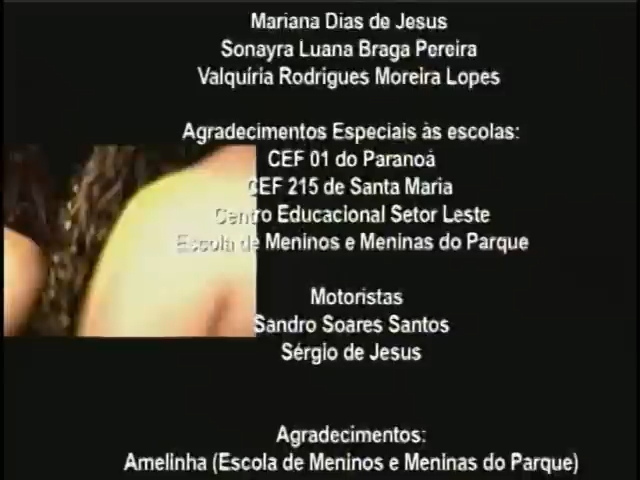 Mariana Dias de Jesus
Sonayra Luana Braga Pereira
Valquíria Rodrigues Moreira Lopes
Agradecimentos Especiais às escolas:
CEF 01 do Paranoá
CEF 215 de Santa Maria
Centro Educacional Setor Leste
Escola de Meninos e Meninas do Parque
Motoristas
Sandro Soares Santos
Sérgio de Jesus
Agradecimentos:
Amelinha (Escola de Meninos e Meninas do Parque)